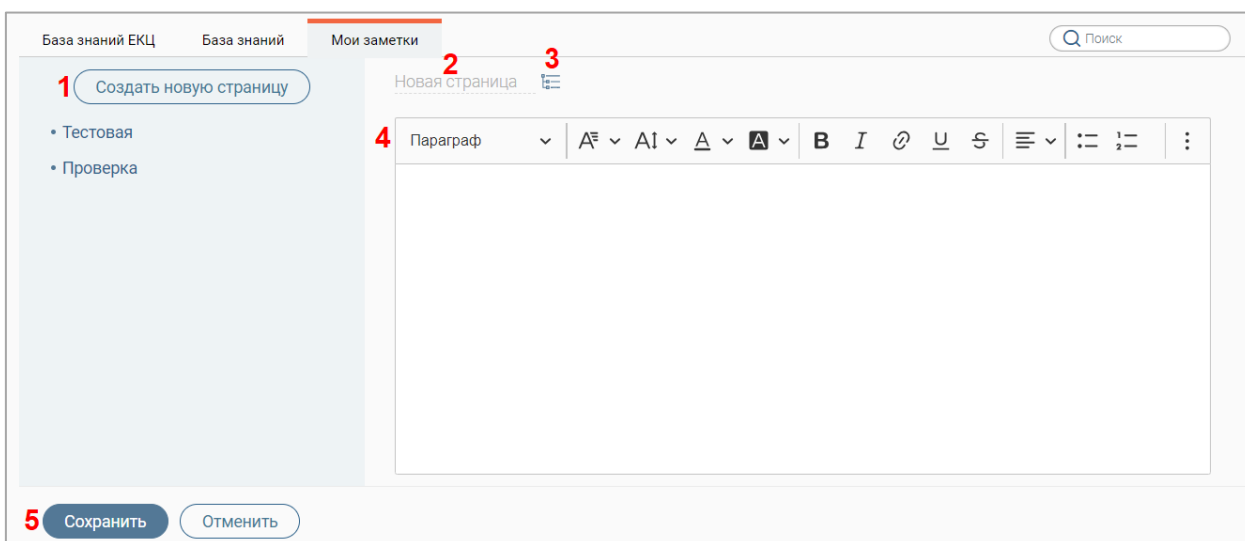 База знаний ЕКЦ База знаний Мои заметки Поиск
1 Создать новую страницу 2 Новая страница 3
• Тестовая
• Проверка
4 Параграф A A A A B I U S
5 Сохранить Отменить